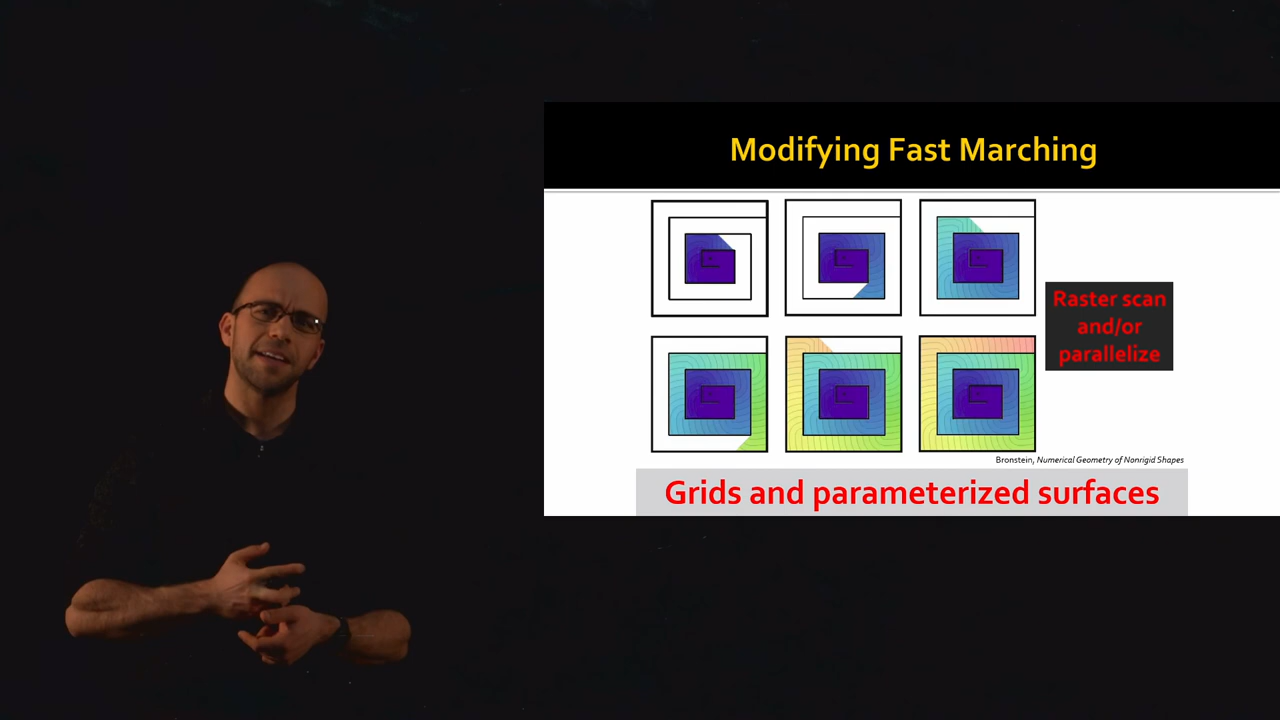 Modifying Fast Marching
Raster scan
and/or
parallelize
Bronstein, Numerical Geometry of Nonrigid Shapes
Grids and parameterized surfaces